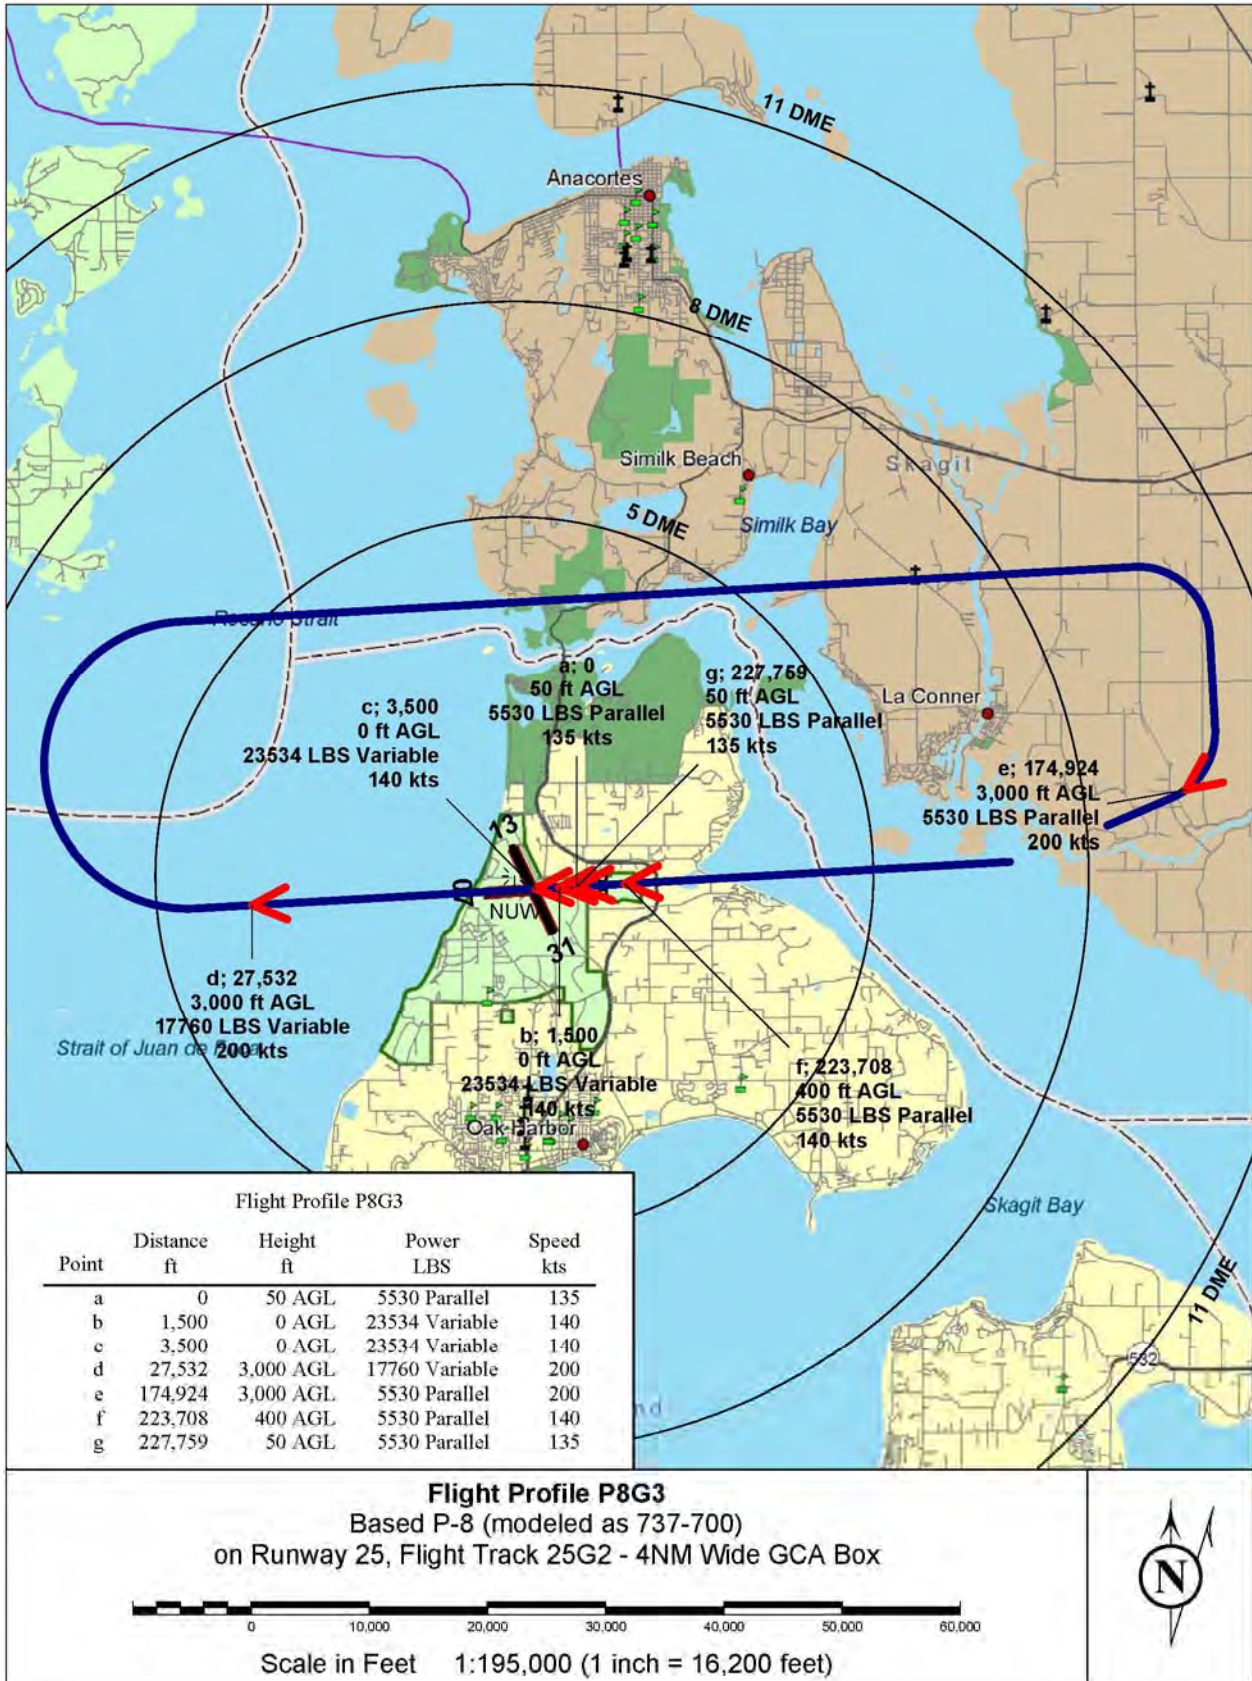 11 DME
Anacortes
8 DME
Similk Beach
Skagit
5 DME
Similk Bay
Rosario Strait
a; 0
50 ft AGL
5530 LBS Parallel
135 kts
g; 227,759
50 ft AGL
5530 LBS Parallel
135 kts
c; 3,500
0 ft AGL
23534 LBS Variable
140 kts
La Conner
e; 174,924
3,000 ft AGL
5530 LBS Parallel
200 kts
13
NUW
31
d; 27,532
3,000 ft AGL
17760 LBS Variable
200 kts
Strait of Juan de
b; 1,500
0 ft AGL
23534 LBS Variable
140 kts
f; 223,708
400 ft AGL
5530 LBS Parallel
140 kts
Oak Harbor
Skagit Bay
11 DME
532
nd
Flight Profile P8G3
Point Distance ft Height ft Power LBS Speed kts
a 0 50 AGL 5530 Parallel 135
b 1,500 0 AGL 23534 Variable 140
c 3,500 0 AGL 23534 Variable 140
d 27,532 3,000 AGL 17760 Variable 200
e 174,924 3,000 AGL 5530 Parallel 200
f 223,708 400 AGL 5530 Parallel 140
g 227,759 50 AGL 5530 Parallel 135
Flight Profile P8G3
Based P-8 (modeled as 737-700)
on Runway 25, Flight Track 25G2 - 4NM Wide GCA Box
0 10,000 20,000 30,000 40,000 50,000 60,000
Scale in Feet 1:195,000 (1 inch = 16,200 feet)
N